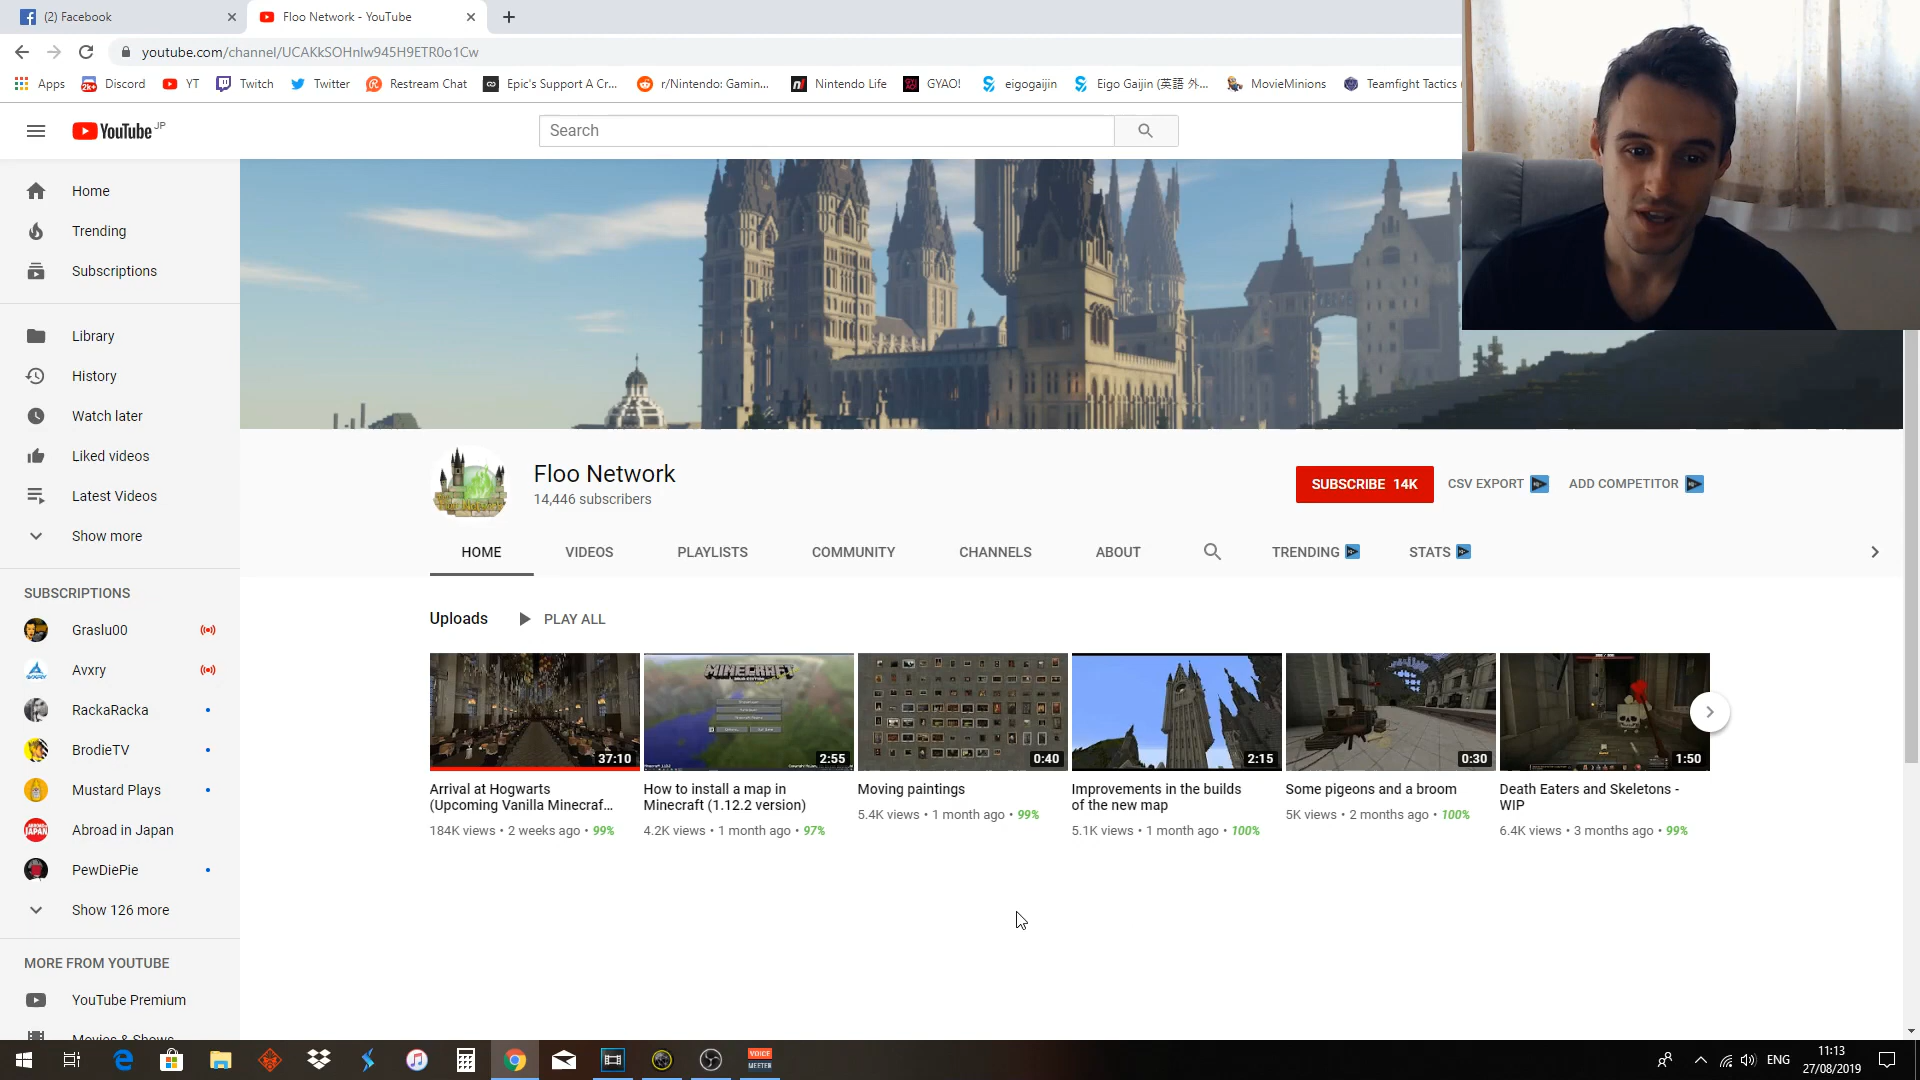 (2) Facebook
Floo Network - YouTube
youtube.com/channel/UCAKkSOHnlw945H9ETR0o1Cw
Apps
Discord
YT
Twitch
Twitter
Restream Chat
Epic's Support A Cr...
r/Nintendo: Gamin...
Nintendo Life
GYAO!
eigogaijin
Eigo Gaijin (英語 外...
MovieMinions
Teamfight Tactics
YouTube JP
Search
Home
Trending
Subscriptions
Library
History
Watch later
Liked videos
Latest Videos
Show more
SUBSCRIPTIONS
Graslu00
Avxry
RackaRacka
BrodieTV
Mustard Plays
Abroad in Japan
PewDiePie
Show 126 more
MORE FROM YOUTUBE
YouTube Premium
Movies & Shows
Floo Network
14,446 subscribers
SUBSCRIBE 14K
CSV EXPORT
ADD COMPETITOR
HOME
VIDEOS
PLAYLISTS
COMMUNITY
CHANNELS
ABOUT
TRENDING
STATS
Uploads
PLAY ALL
37:10
MINECRAFT
2:55
0:40
2:15
0:30
1:50
Arrival at Hogwarts
(Upcoming Vanilla Minecraf...
184K views • 2 weeks ago • 99%
How to install a map in
Minecraft (1.12.2 version)
4.2K views • 1 month ago • 97%
Moving paintings
5.4K views • 1 month ago • 99%
Improvements in the builds
of the new map
5.1K views • 1 month ago • 100%
Some pigeons and a broom
5K views • 2 months ago • 100%
Death Eaters and Skeletons -
WIP
6.4K views • 3 months ago • 99%
VOICE
MEETER
ENG
11:13
27/08/2019